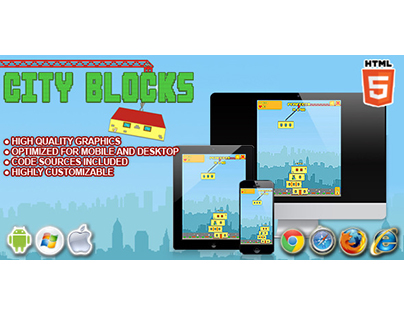 CITY BLOCKS
HTML
5
• HIGH QUALITY GRAPHICS
• OPTIMIZED FOR MOBILE AND DESKTOP
• CODE SOURCES INCLUDED
• HIGHLY CUSTOMIZABLE